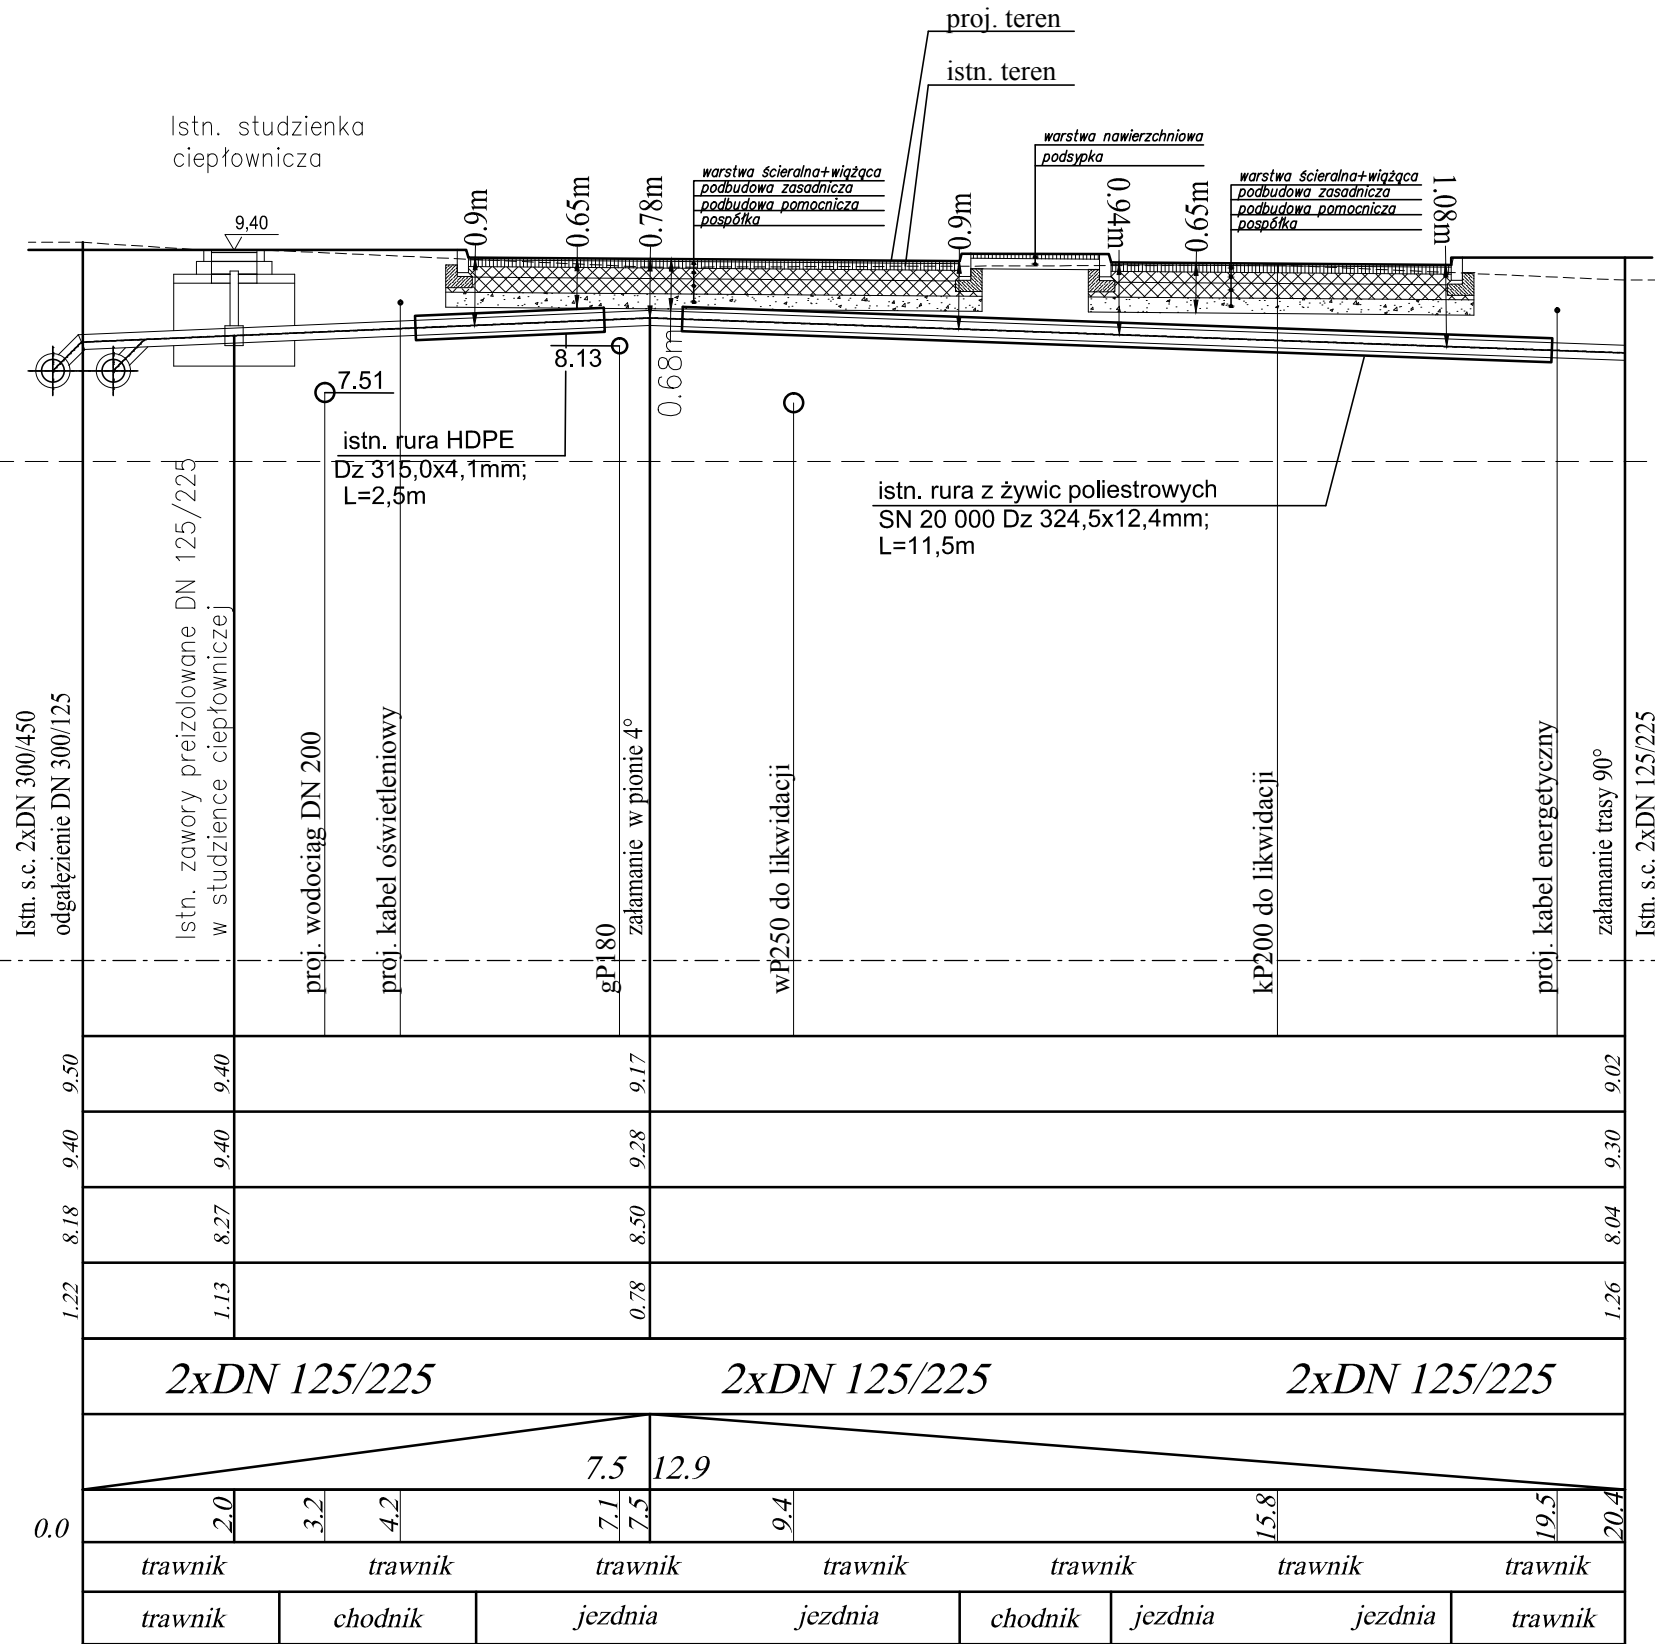 proj. teren
istn. teren
Istn. studzienka
ciepłownicza
9,40
warstwa nawierzchniowa
podsypka
warstwa ścieralna+wiążąca
podbudowa zasadnicza
podbudowa pomocnicza
pospółka
warstwa ścieralna+wiążąca
podbudowa zasadnicza
podbudowa pomocnicza
pospółka
0.9m
0.65m
0.78m
0.9m
0.94m
0.65m
1.08m
8.13
0.68m
7.51
istn. rura HDPE
Dz 315,0x4,1mm;
L=2,5m
istn. rura z żywic poliestrowych
SN 20 000 Dz 324,5x12,4mm;
L=11,5m
Istn. s.c. 2xDN 300/450
odgałęzienie DN 300/125
Istn. zawory preizolowane DN 125/225
w studzience ciepłowniczej
proj. wodociąg DN 200
proj. kabel oświetleniowy
gP180
załamanie w pionie 4°
wP250 do likwidacji
kP200 do likwidacji
proj. kabel energetyczny
załamanie trasy 90°
Istn. s.c. 2xDN 125/225
9.50 9.40 9.17 9.02
9.40 9.40 9.28 9.30
8.18 8.27 8.50 8.04
1.22 1.13 0.78 1.26
2xDN 125/225 2xDN 125/225 2xDN 125/225
7.5 12.9
0.0 2.0 3.2 4.2 7.1 7.5 9.4 15.8 19.5 20.4
trawnik trawnik trawnik trawnik trawnik trawnik trawnik
trawnik chodnik jezdnia jezdnia chodnik jezdnia jezdnia trawnik